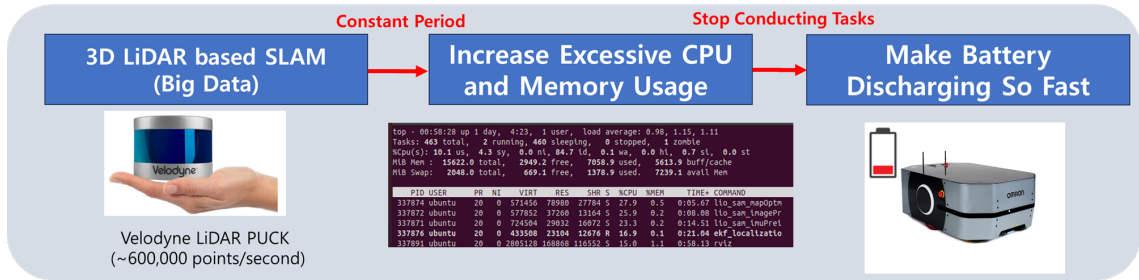 Constant Period
Stop Conducting Tasks
3D LiDAR based SLAM
(Big Data)
Increase Excessive CPU
and Memory Usage
Make Battery
Discharging So Fast
Velodyne
Velodyne LiDAR PUCK
(~600,000 points/second)
top - 00:58:28 up 1 day,  4:23,  1 user,  load average: 0.98, 1.15, 1.11
Tasks: 463 total,   2 running, 460 sleeping,   0 stopped,   1 zombie
%Cpu(s): 10.1 us,  4.3 sy,  0.0 ni, 84.7 id,  0.1 wa,  0.0 hi,  0.7 si,  0.0 st
MiB Mem :  15622.0 total,   2949.2 free,   7058.9 used,   5613.9 buff/cache
MiB Swap:   2048.0 total,    669.1 free,   1378.9 used.   7239.1 avail Mem
PID USER      PR  NI    VIRT    RES    SHR S  %CPU  %MEM     TIME+ COMMAND
337874 ubuntu    20   0  571456  78980  27784 S  27.9   0.5   0:05.67 lio_sam_mapOptm
337872 ubuntu    20   0  577852  37260  13164 S  25.9   0.2   0:08.08 lio_sam_imagePr
337871 ubuntu    20   0  724504  29032  16072 S  23.3   0.2   0:14.51 lio_sam_imuPrei
337876 ubuntu    20   0  433508  23104  12676 R  16.9   0.1   0:21.04 ekf_localizatio
337891 ubuntu    20   0 2805128 168868 116552 S  15.0   1.1   0:58.13 rviz
OMRON